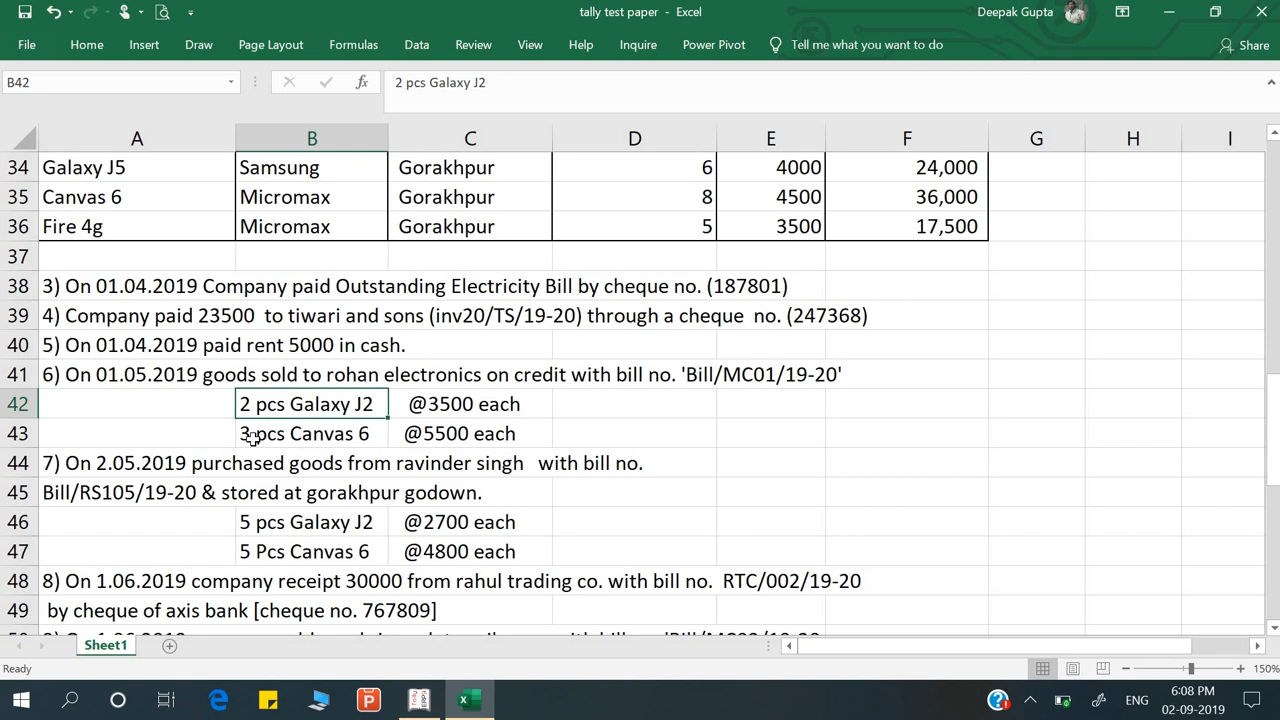 tally test paper - Excel
Deepak Gupta
File Home Insert Draw Page Layout Formulas Data Review View Help Inquire Power Pivot Tell me what you want to do Share
B42 fx 2 pcs Galaxy J2
A B C D E F G H I
34 Galaxy J5 Samsung Gorakhpur 6 4000 24,000
35 Canvas 6 Micromax Gorakhpur 8 4500 36,000
36 Fire 4g Micromax Gorakhpur 5 3500 17,500
37
38 3) On 01.04.2019 Company paid Outstanding Electricity Bill by cheque no. (187801)
39 4) Company paid 23500 to tiwari and sons (inv20/TS/19-20) through a cheque no. (247368)
40 5) On 01.04.2019 paid rent 5000 in cash.
41 6) On 01.05.2019 goods sold to rohan electronics on credit with bill no. 'Bill/MC01/19-20'
42 2 pcs Galaxy J2 @3500 each
43 3 pcs Canvas 6 @5500 each
44 7) On 2.05.2019 purchased goods from ravinder singh with bill no.
45 Bill/RS105/19-20 & stored at gorakhpur godown.
46 5 pcs Galaxy J2 @2700 each
47 5 Pcs Canvas 6 @4800 each
48 8) On 1.06.2019 company receipt 30000 from rahul trading co. with bill no. RTC/002/19-20
49 by cheque of axis bank [cheque no. 767809]
Sheet1
Ready 150%
ENG
6:08 PM
02-09-2019